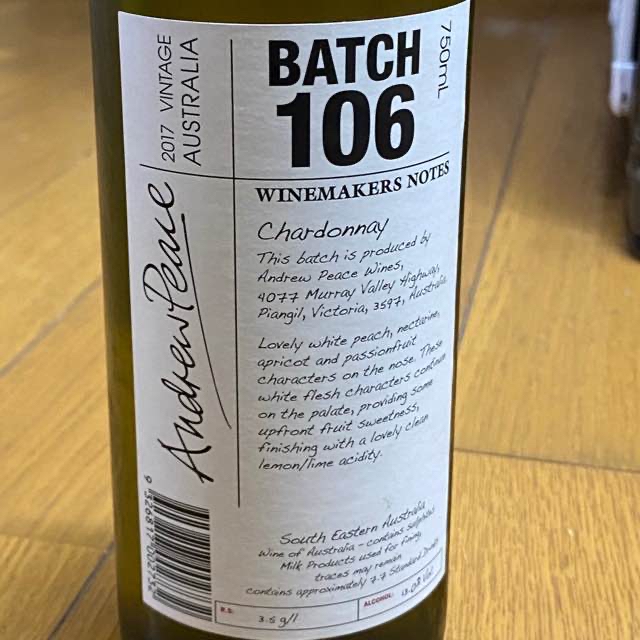 2017 VINTAGE
AUSTRALIA
BATCH
106
750mL
WINEMAKERS NOTES
Andrew Peace
Chardonnay
This batch is produced by
Andrew Peace Wines,
4077 Murray Valley Highway,
Piangil, Victoria, 3597, Australia.
Lovely white peach, nectarine,
apricot and passionfruit
characters on the nose. These
white flesh characters continue
on the palate, providing some
upfront fruit sweetness,
finishing with a lovely clean
lemon/lime acidity.
South Eastern Australia
Wine of Australia - contains sulphites
Milk Products used for fining,
traces may remain
contains approximately 7.7 Standard Drinks
R.S: 3.5 g/l
ALCOHOL: 13.0% Vol